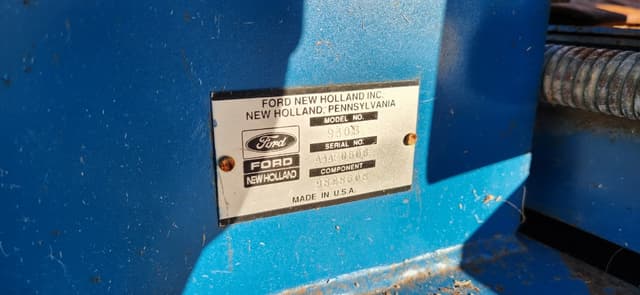 FORD NEW HOLLAND INC.
NEW HOLLAND, PENNSYLVANIA
MODEL NO.
Ford
SERIAL NO.
FORD
NEW HOLLAND
COMPONENT
MADE IN U.S.A.